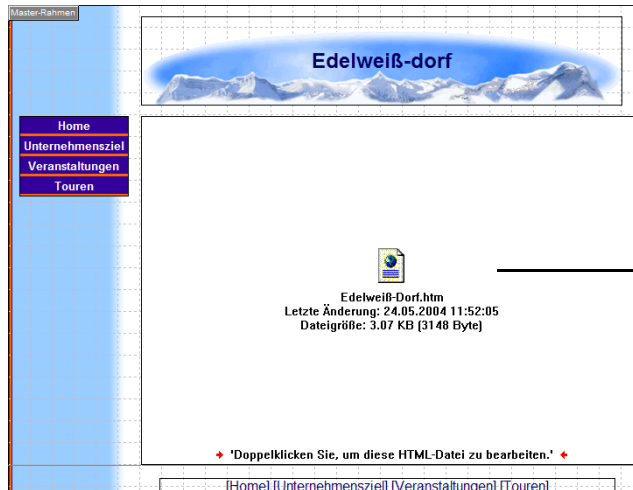 Master-Rahmen
Edelweiß-dorf
Home
Unternehmensziel
Veranstaltungen
Touren
Edelweiß-Dorf.htm
Letzte Änderung: 24.05.2004 11:52:05
Dateigröße: 3.07 KB (3148 Byte)
'Doppelklicken Sie, um diese HTML-Datei zu bearbeiten.'
[Home] [Unternehmensziel] [Veranstaltungen] [Touren]